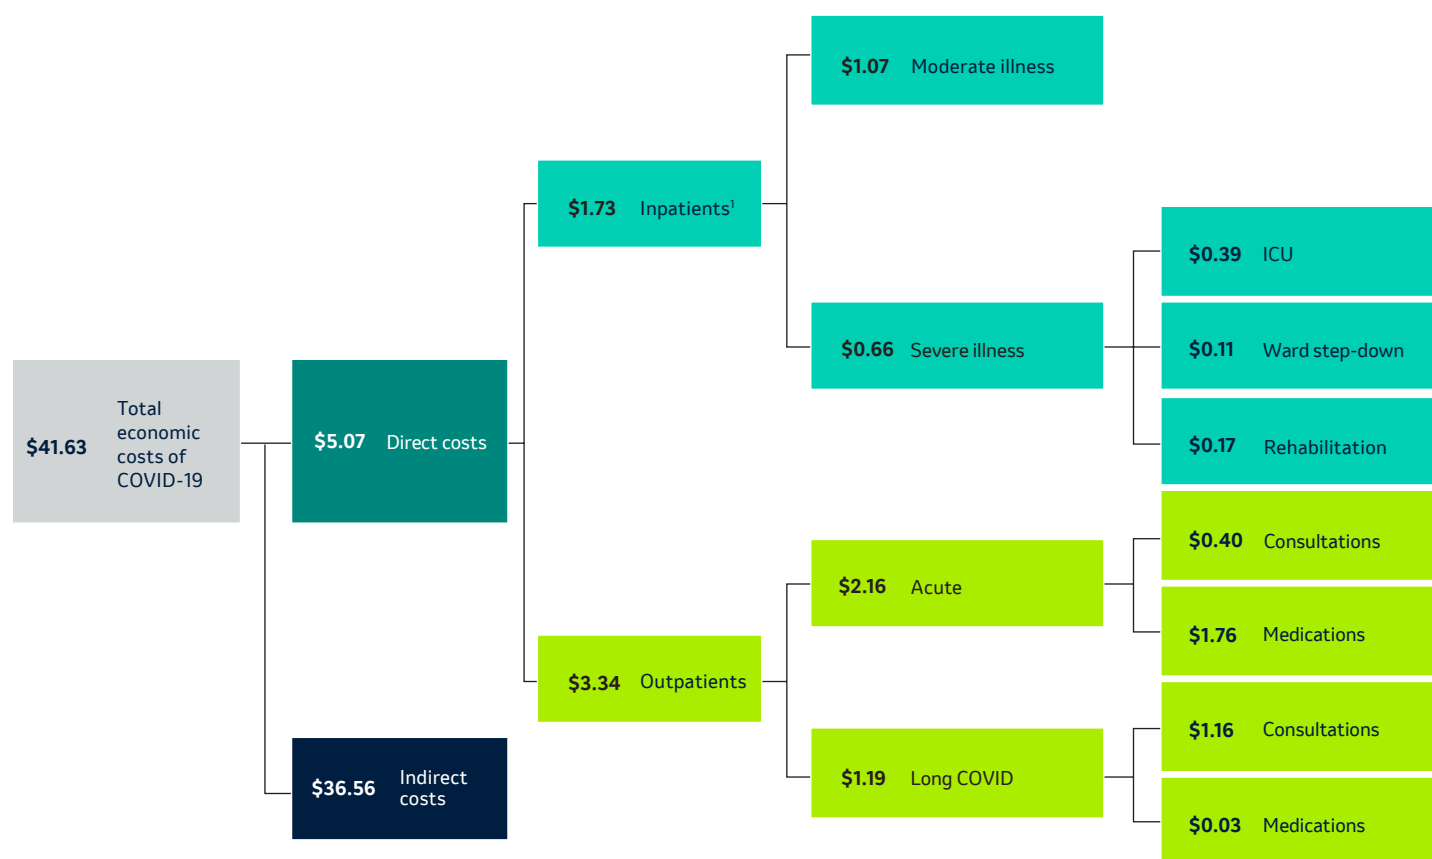 $1.07 Moderate illness
$1.73 Inpatients¹
$0.39 ICU
$0.66 Severe illness
$0.11 Ward step-down
$0.17 Rehabilitation
$41.63
Total
economic
costs of
COVID-19
$5.07 Direct costs
$0.40 Consultations
$2.16 Acute
$1.76 Medications
$3.34 Outpatients
$1.16 Consultations
$1.19 Long COVID
$0.03 Medications
$36.56
Indirect
costs